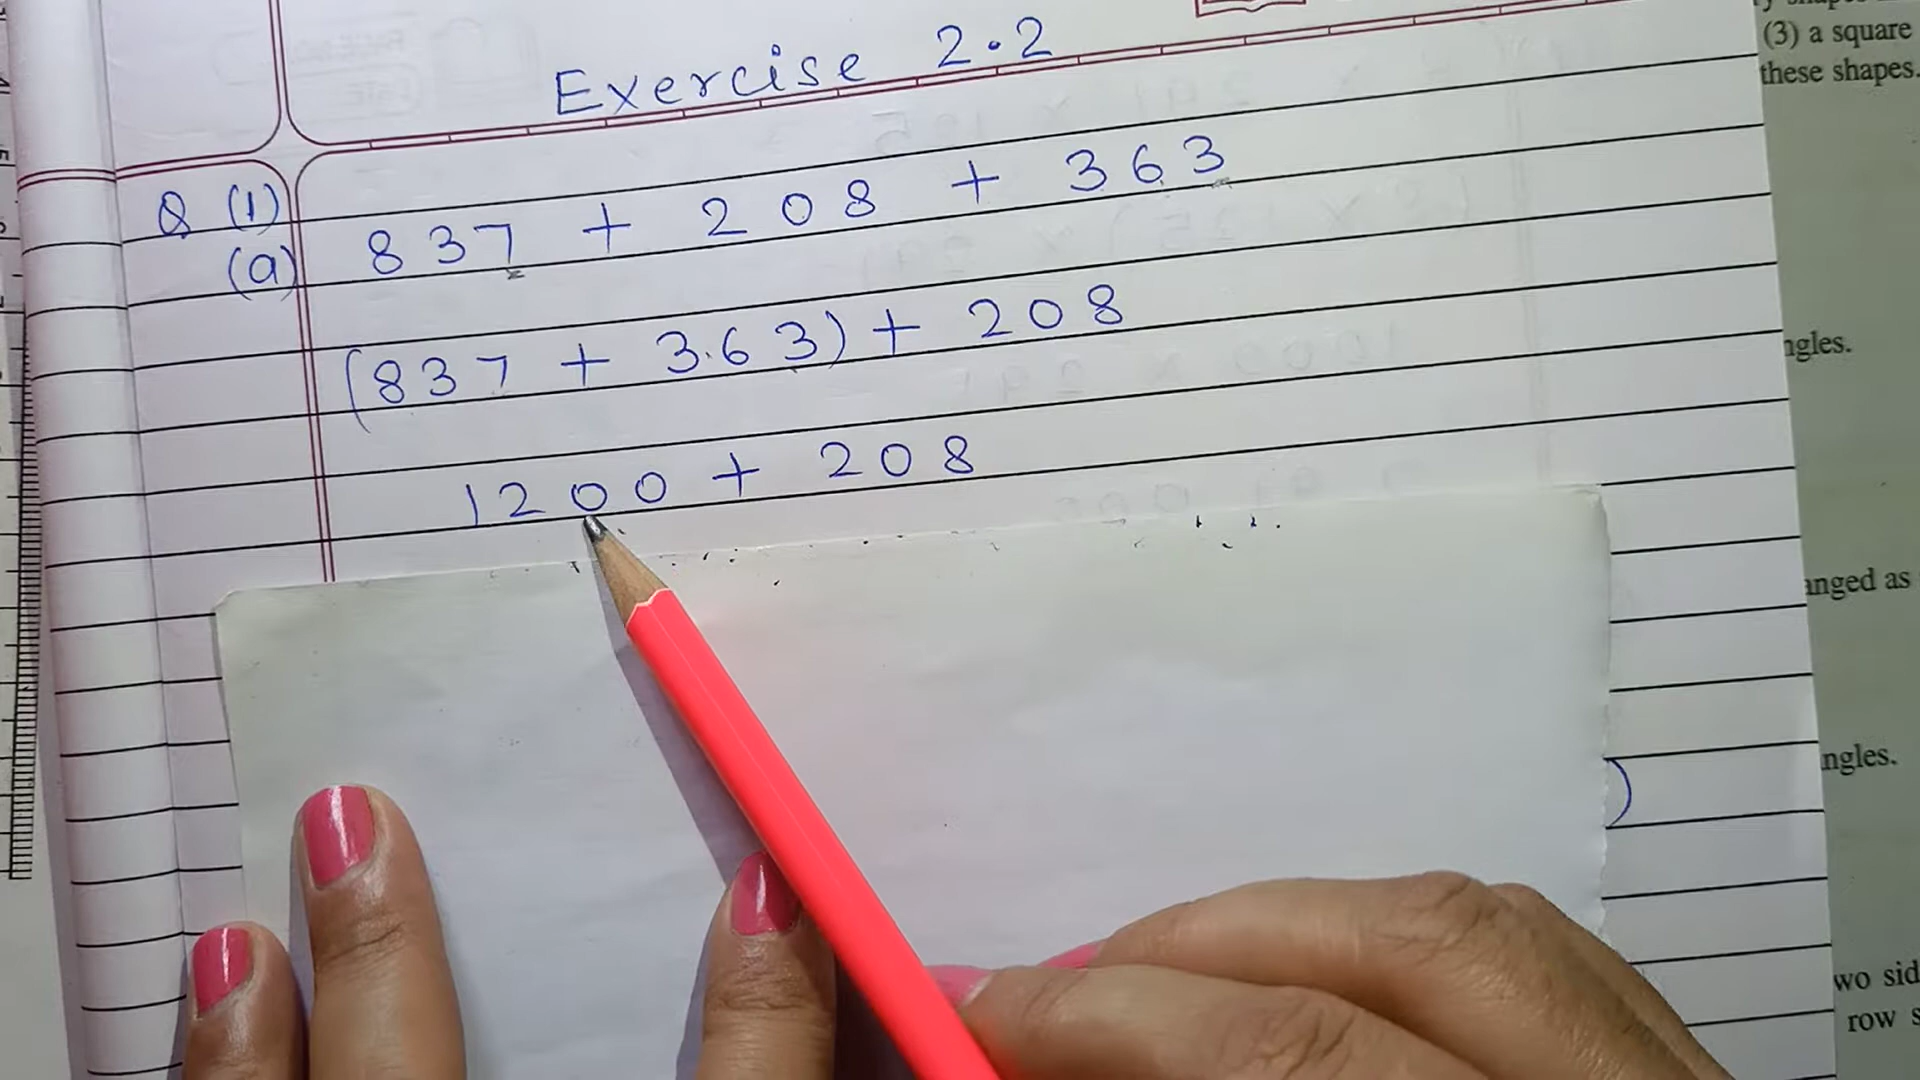 Exercise 2.2
Q (1)
(a) 837 + 208 + 363
(837 + 363) + 208
1200 + 208
)
(3) a square
these shapes.
ngles.
anged as
ngles.
wo sid
row s